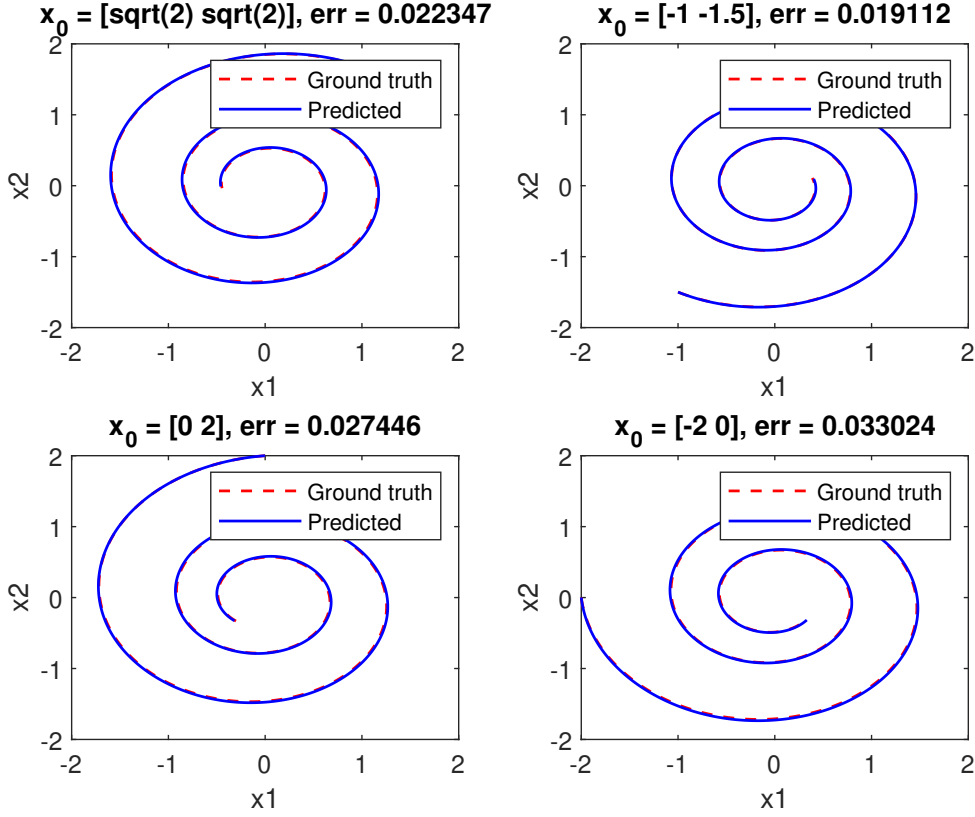 x0 = [sqrt(2) sqrt(2)], err = 0.022347
2
1
0
-1
-2
x2
-2 -1 0 1 2
x1
Ground truth
Predicted
x0 = [-1 -1.5], err = 0.019112
2
1
0
-1
-2
x2
-2 -1 0 1 2
x1
Ground truth
Predicted
x0 = [0 2], err = 0.027446
2
1
0
-1
-2
x2
-2 -1 0 1 2
x1
Ground truth
Predicted
x0 = [-2 0], err = 0.033024
2
1
0
-1
-2
x2
-2 -1 0 1 2
x1
Ground truth
Predicted